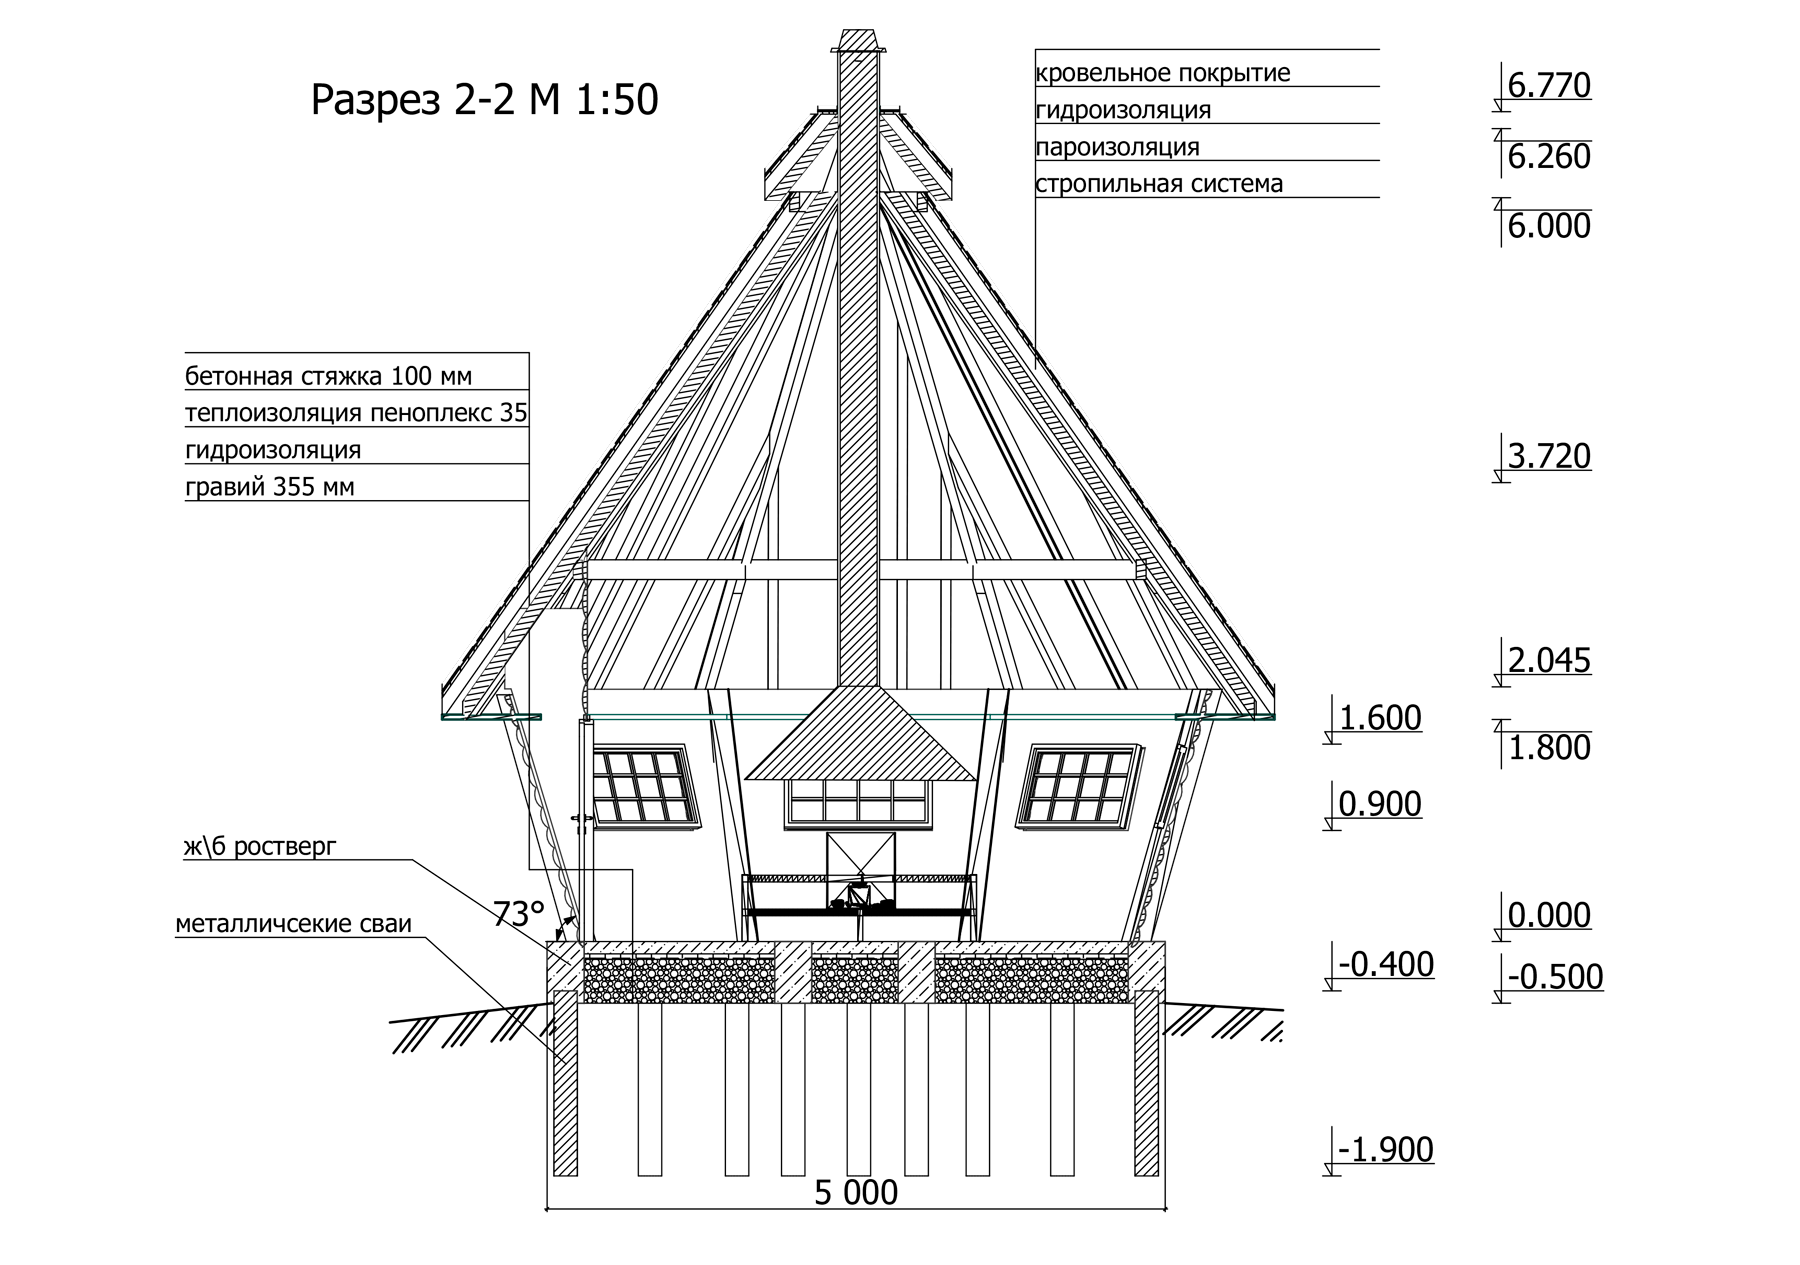 Разрез 2-2 М 1:50
кровельное покрытие
гидроизоляция
пароизоляция
стропильная система
6.770
6.260
6.000
бетонная стяжка 100 мм
теплоизоляция пеноплекс 35
гидроизоляция
гравий 355 мм
3.720
2.045
1.600
1.800
0.900
ж\б ростверг
73°
металличсекие сваи
0.000
-0.400
-0.500
-1.900
5 000